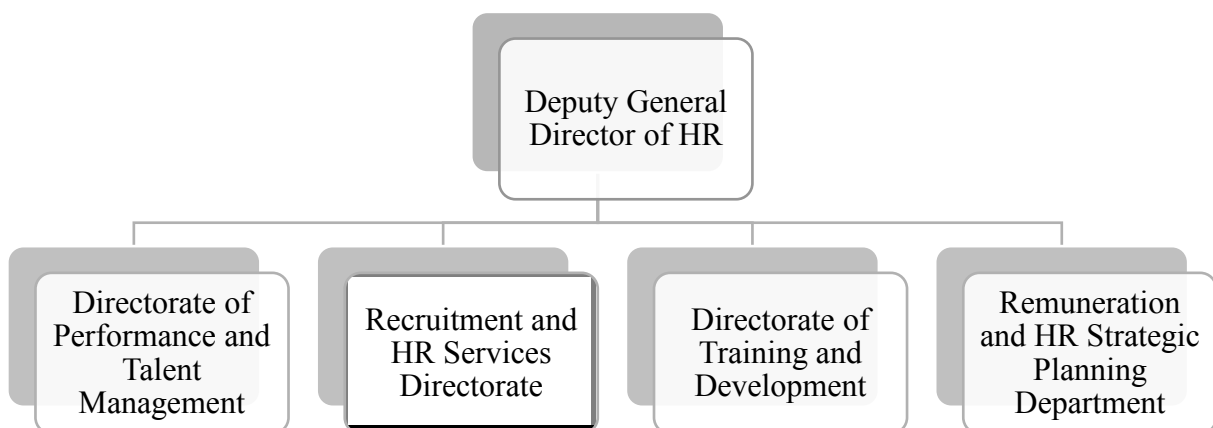 Deputy General
Director of HR
Directorate of
Performance and
Talent
Management
Recruitment and
HR Services
Directorate
Directorate of
Training and
Development
Remuneration
and HR Strategic
Planning
Department